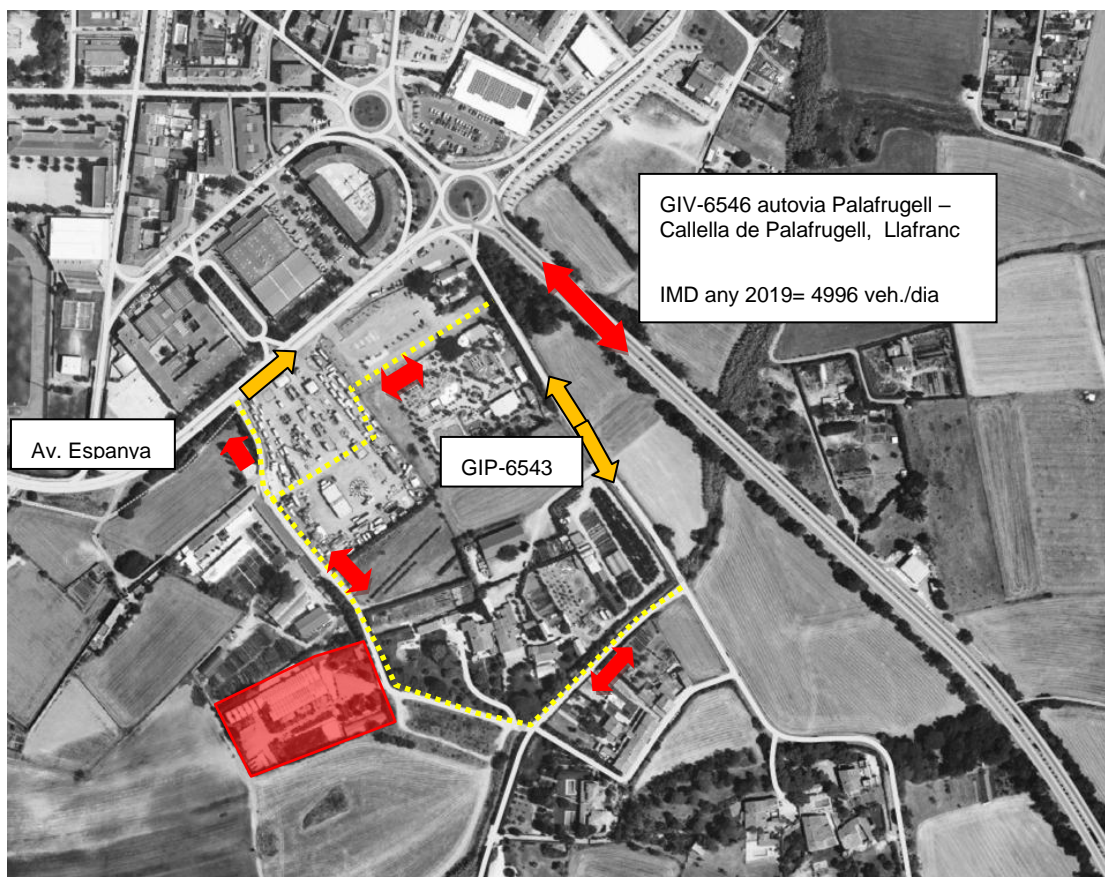 GIV-6546 autovia Palafrugell –
Callella de Palafrugell,  Llafranc
IMD any 2019= 4996 veh./dia
Av. Espanya
GIP-6543